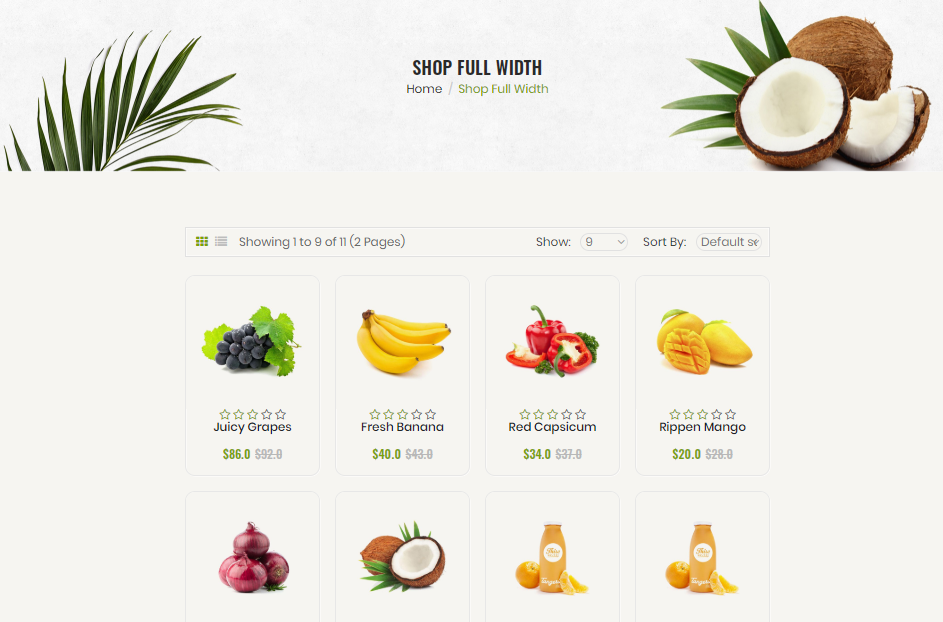 SHOP FULL WIDTH
Home / Shop Full Width
Showing 1 to 9 of 11 (2 Pages)
Show: 9
Sort By: Default
Juicy Grapes
Fresh Banana
Red Capsicum
Rippen Mango
$86.0 $92.0
$40.0 $43.0
$34.0 $37.0
$20.0 $28.0